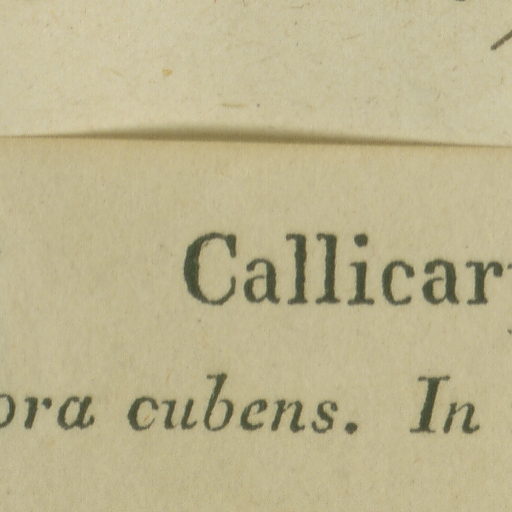 Callicar
ora cubens. In